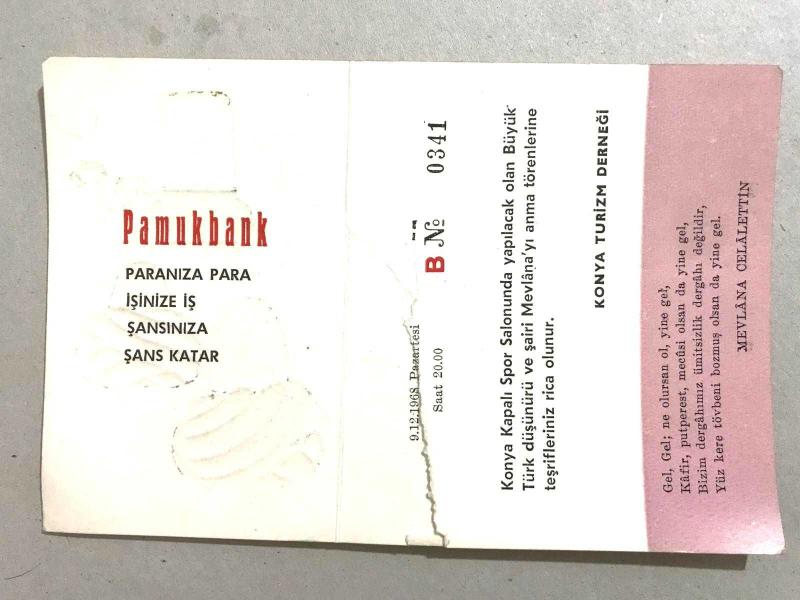 Pamukbank
PARANIZA PARA
İŞİNİZE İŞ
ŞANSINIZA
ŞANS KATAR
9.12.1968 Pazartesi
Saat 20.00
B № 0341
Konya Kapalı Spor Salonunda yapılacak olan Büyük
Türk düşünürü ve şairi Mevlâna'yı anma törenlerine
teşrifleriniz rica olunur.
KONYA TURİZM DERNEĞİ
Gel, Gel; ne olursan ol, yine gel,
Kâfir, putperest, mecûsi olsan da yine gel,
Bizim dergâhımız ümitsizlik dergâhı değildir,
Yüz kere tövbeni bozmuş olsan da yine gel.
MEVLÂNA CELÂLETTİN